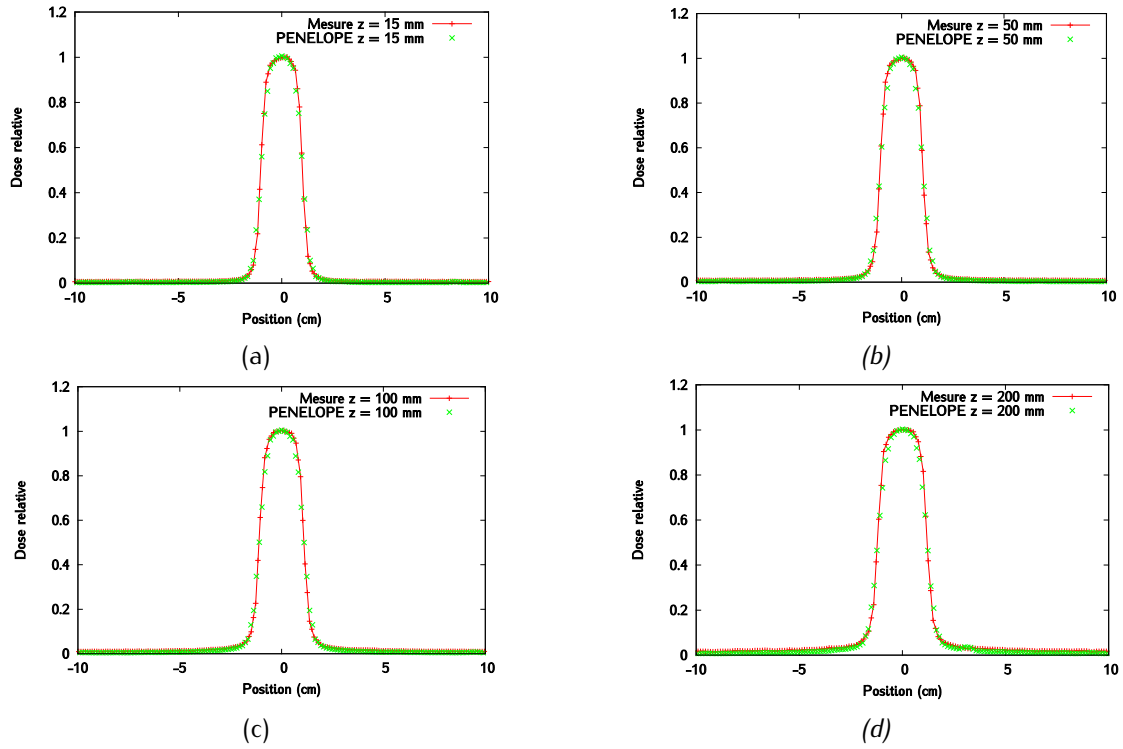 1.2
1
0.8
0.6
0.4
0.2
0
Dose relative
Mesure z = 15 mm
PENELOPE z = 15 mm
−10
−5
0
5
10
Position (cm)
(a)
1.2
1
0.8
0.6
0.4
0.2
0
Dose relative
Mesure z = 50 mm
PENELOPE z = 50 mm
−10
−5
0
5
10
Position (cm)
(b)
1.2
1
0.8
0.6
0.4
0.2
0
Dose relative
Mesure z = 100 mm
PENELOPE z = 100 mm
−10
−5
0
5
10
Position (cm)
(c)
1.2
1
0.8
0.6
0.4
0.2
0
Dose relative
Mesure z = 200 mm
PENELOPE z = 200 mm
−10
−5
0
5
10
Position (cm)
(d)